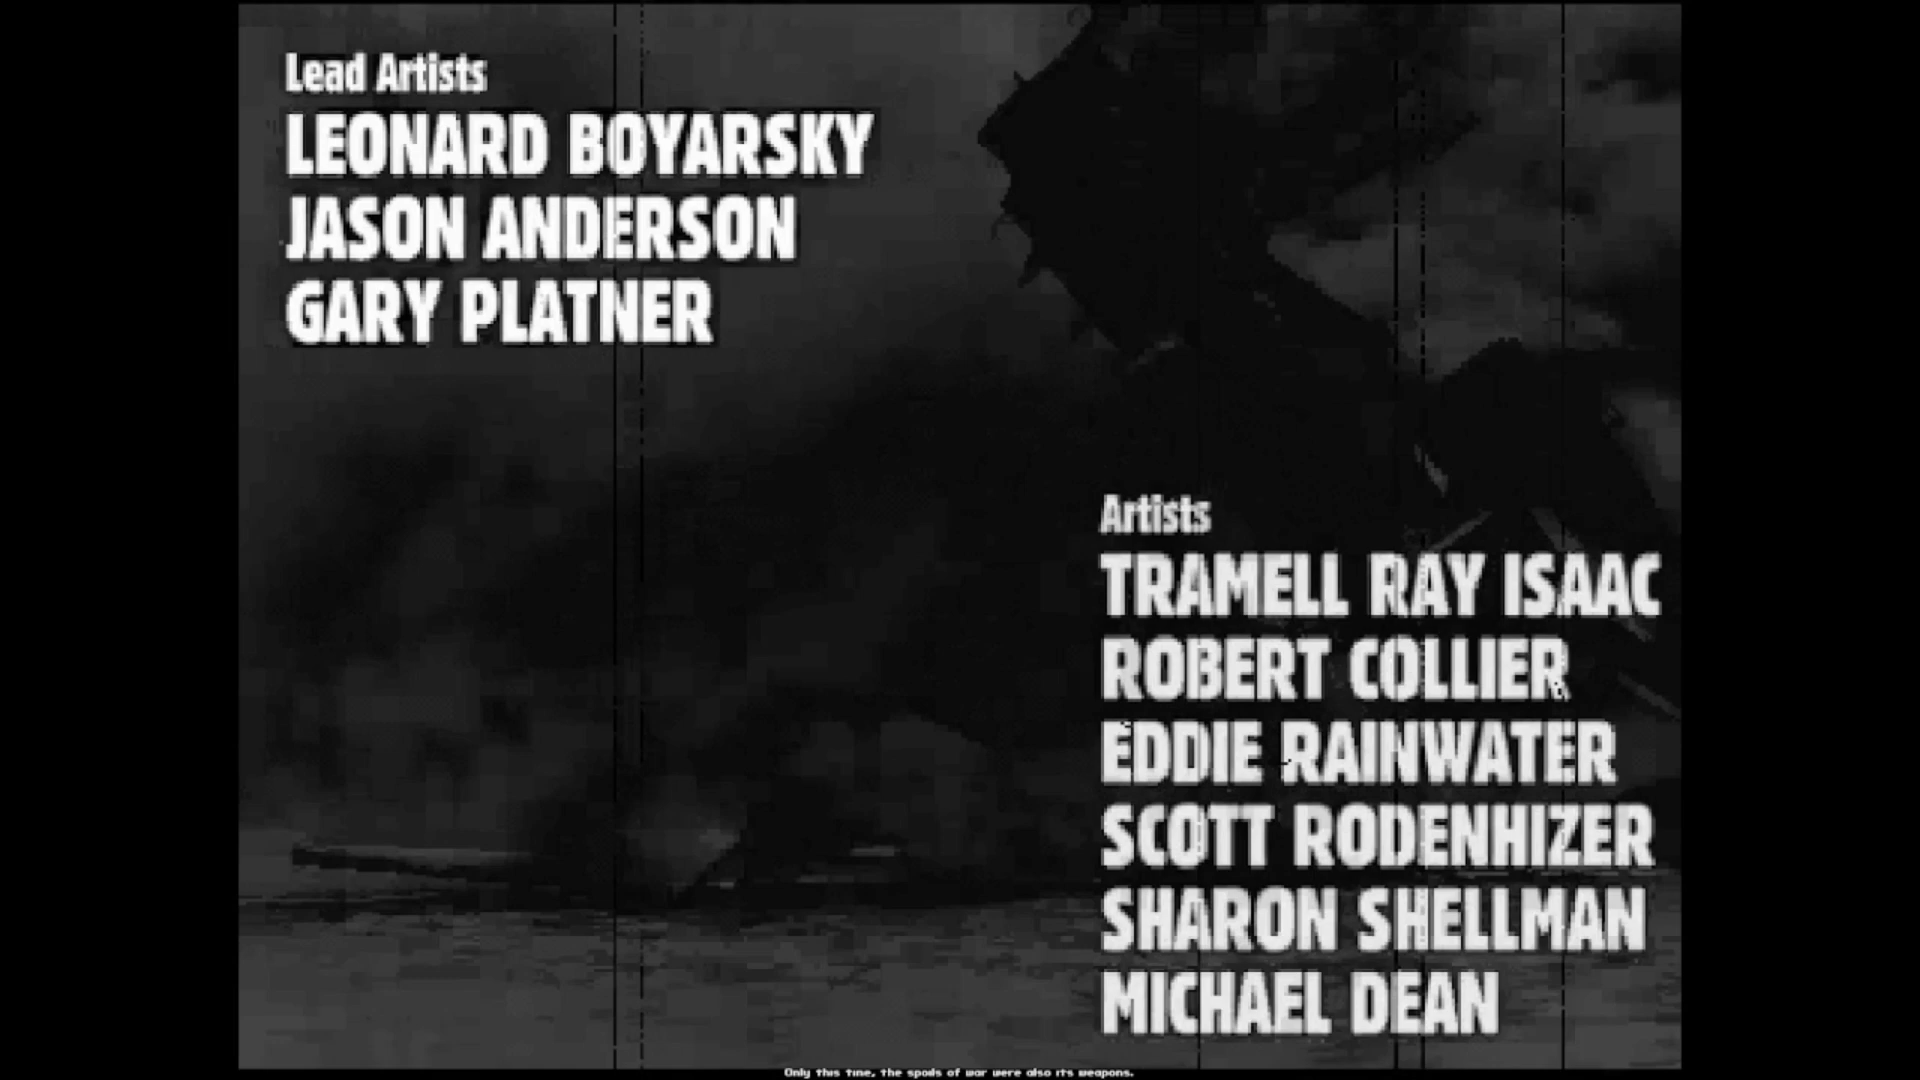 Lead Artists
LEONARD BOYARSKY
JASON ANDERSON
GARY PLATNER
Artists
TRAMELL RAY ISAAC
ROBERT COLLIER
EDDIE RAINWATER
SCOTT RODENHIZER
SHARON SHELLMAN
MICHAEL DEAN
Only this time, the spoils of war were also its weapons.